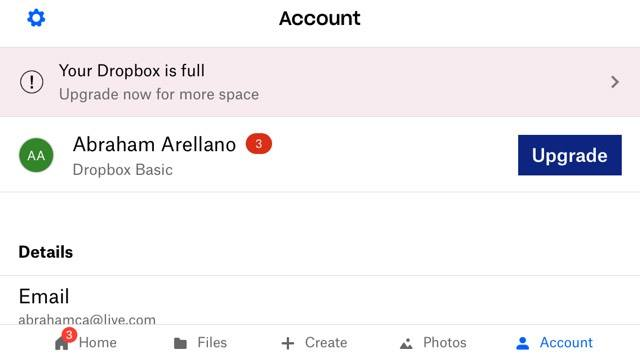 Account
Your Dropbox is full
Upgrade now for more space
AA
Abraham Arellano 3
Dropbox Basic
Upgrade
Details
Email
abrahamca@live.com
3
Home
Files
Create
Photos
Account